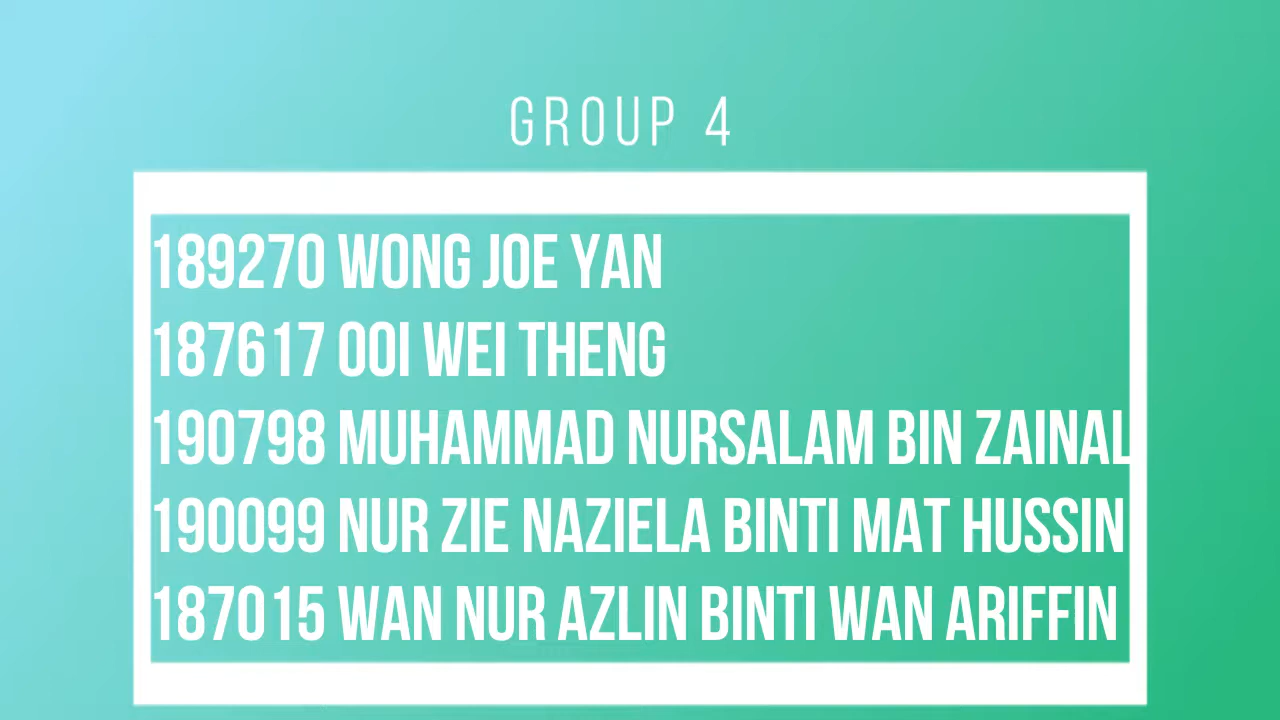 GROUP 4
189270 WONG JOE YAN
187617 OOI WEI THENG
190798 MUHAMMAD NURSALAM BIN ZAINAL
190099 NUR ZIE NAZIELA BINTI MAT HUSSIN
187015 WAN NUR AZLIN BINTI WAN ARIFFIN